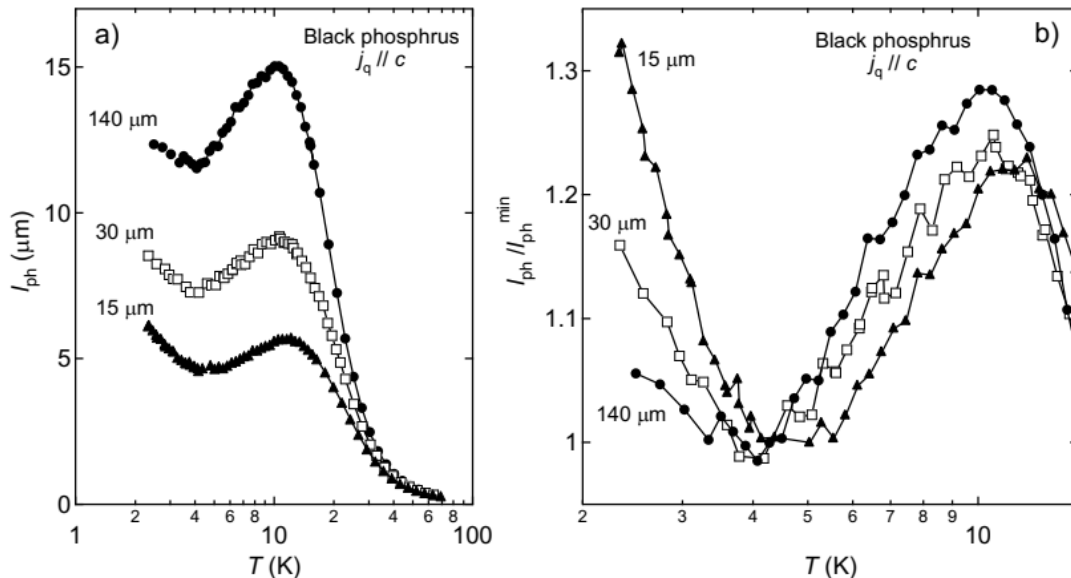 a)
Black phosphrus
j_q // c
140 μm
30 μm
15 μm
l_ph (μm)
15
10
5
0
1
2
4
6
8
10
2
4
6
8
100
T (K)
b)
Black phosphrus
j_q // c
15 μm
30 μm
140 μm
l_ph / l_ph^min
1.3
1.2
1.1
1
2
3
4
5
6
7
8
9
10
T (K)